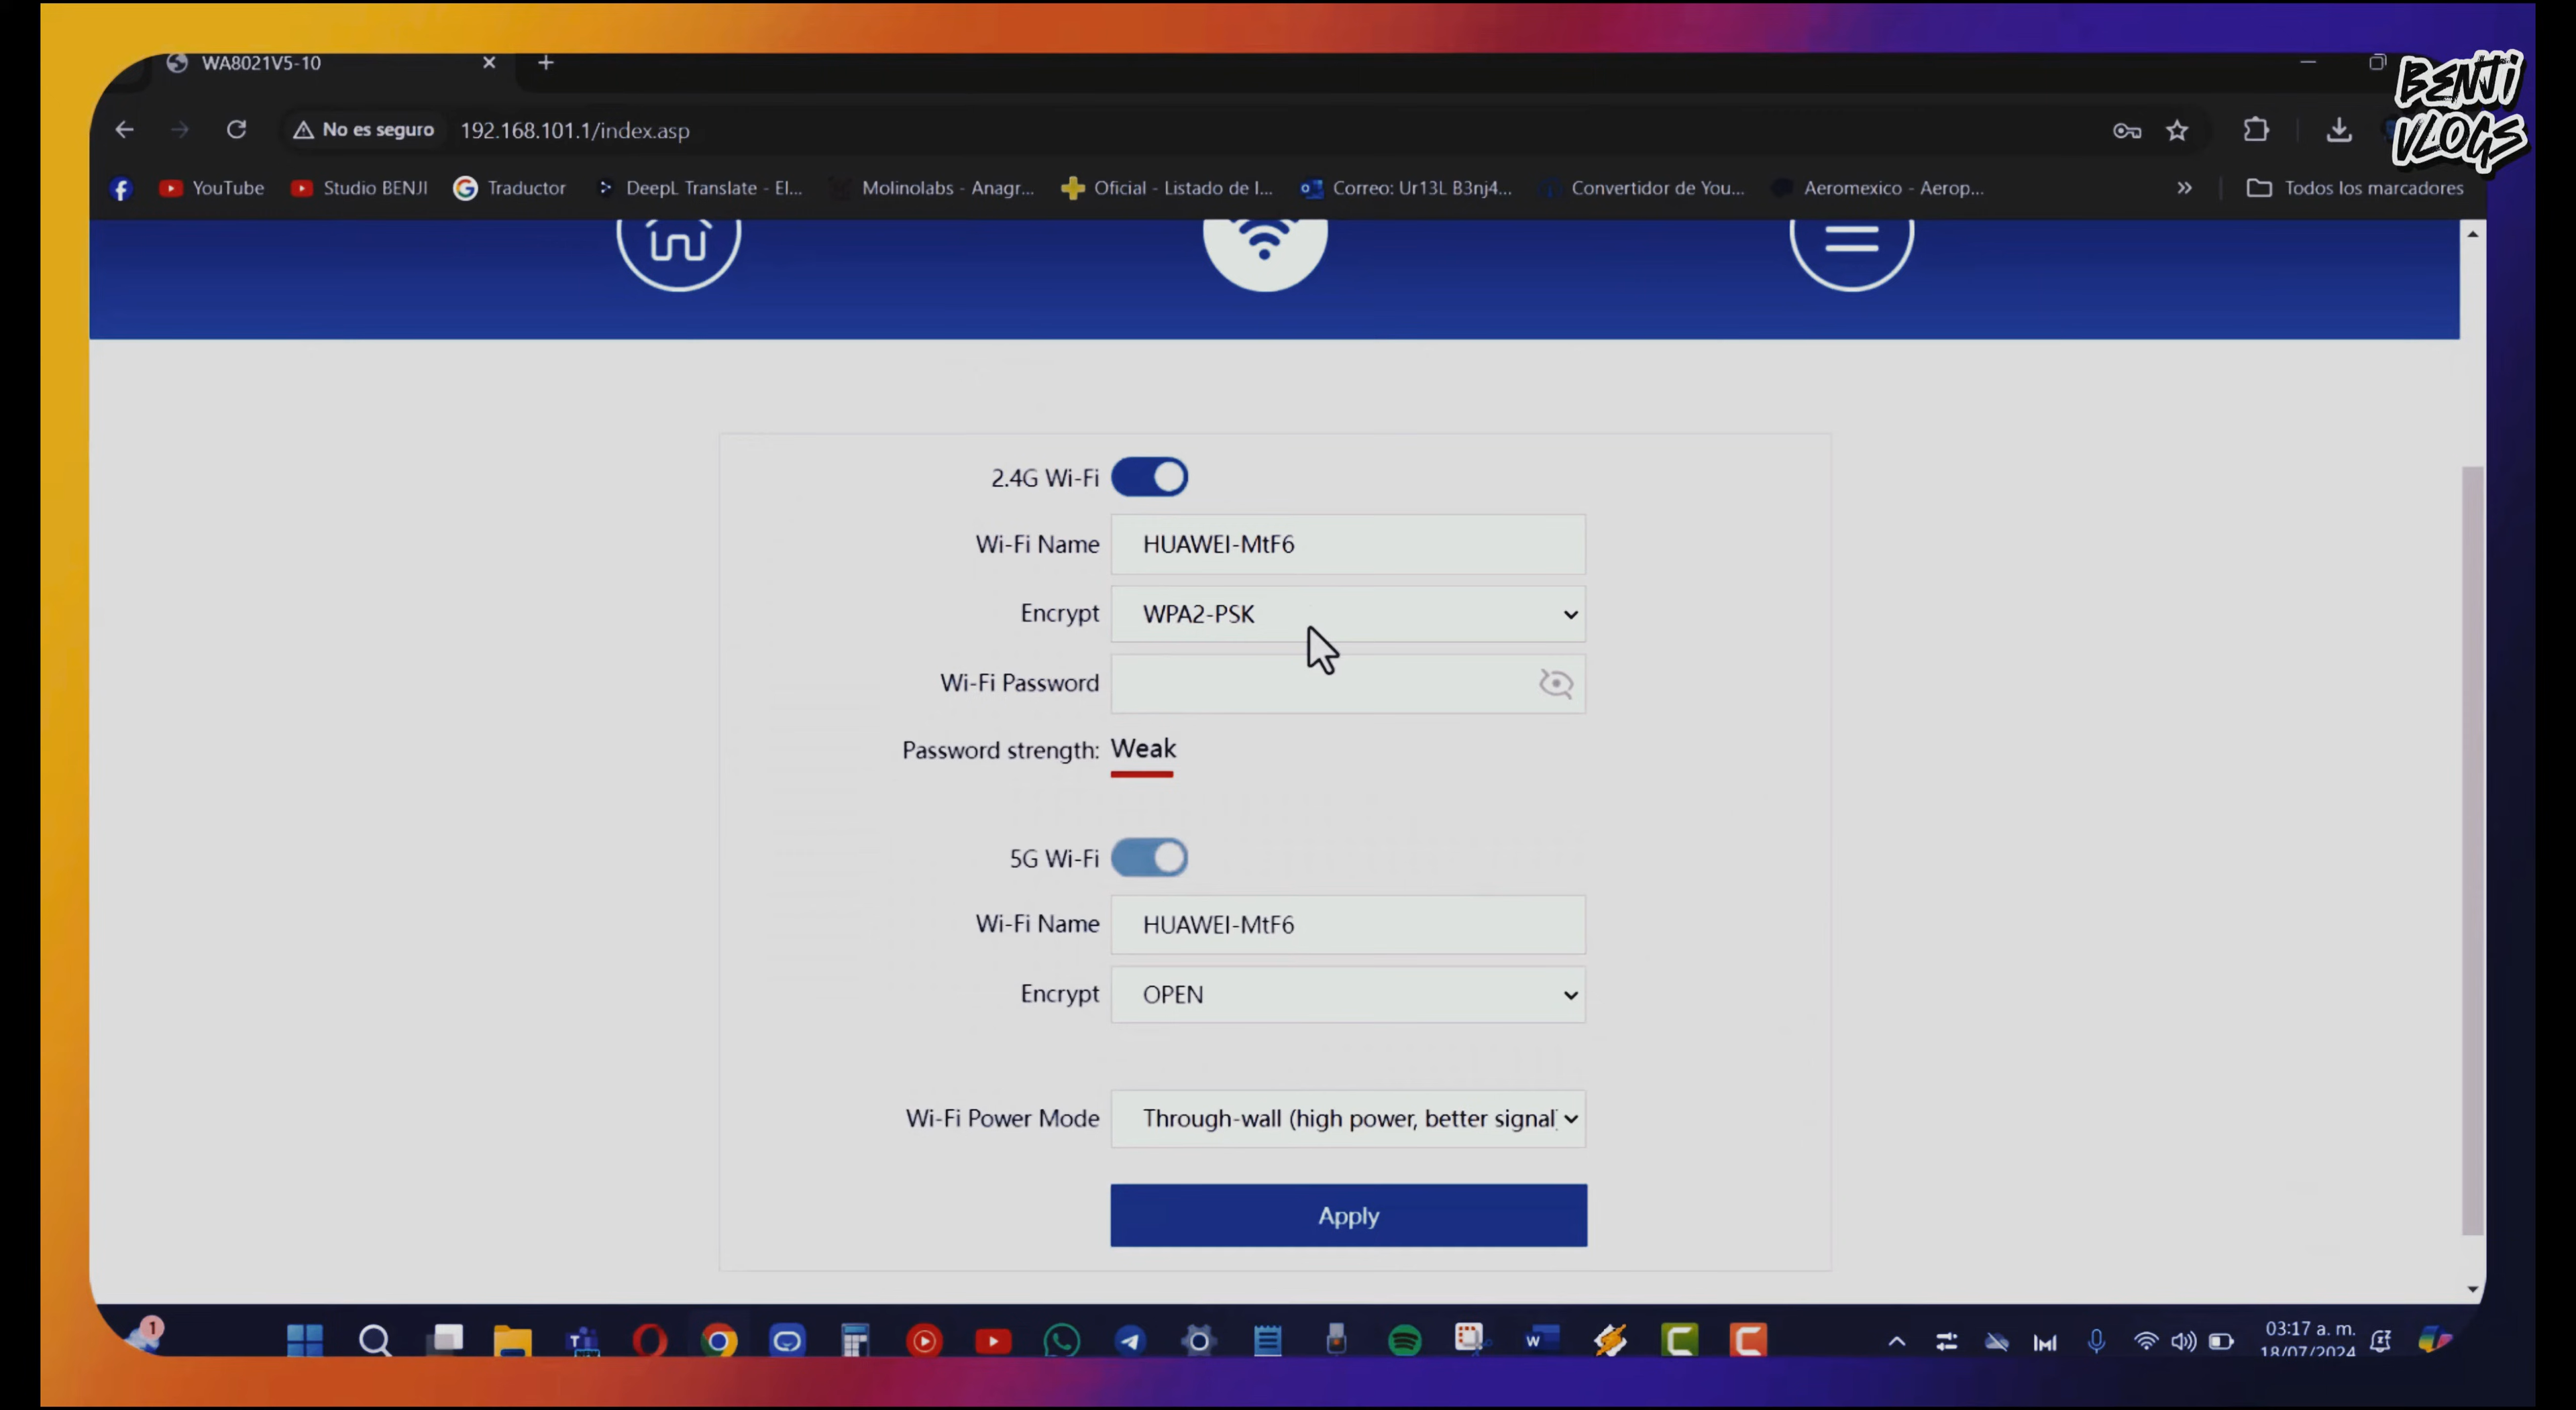 WA8021V5-10
BENJI
VLOGS
No es seguro 192.168.101.1/index.asp
YouTube Studio BENJI Traductor DeepL Translate - El... Molinolabs - Anagr... Oficial - Listado de l... Correo: Ur13L B3nj4... Convertidor de You... Aeromexico - Aerop... » Todos los marcadores
2.4G Wi-Fi
Wi-Fi Name HUAWEI-MtF6
Encrypt WPA2-PSK
Wi-Fi Password
Password strength: Weak
5G Wi-Fi
Wi-Fi Name HUAWEI-MtF6
Encrypt OPEN
Wi-Fi Power Mode Through-wall (high power, better signal)
Apply
1
03:17 a. m.
18/07/2024